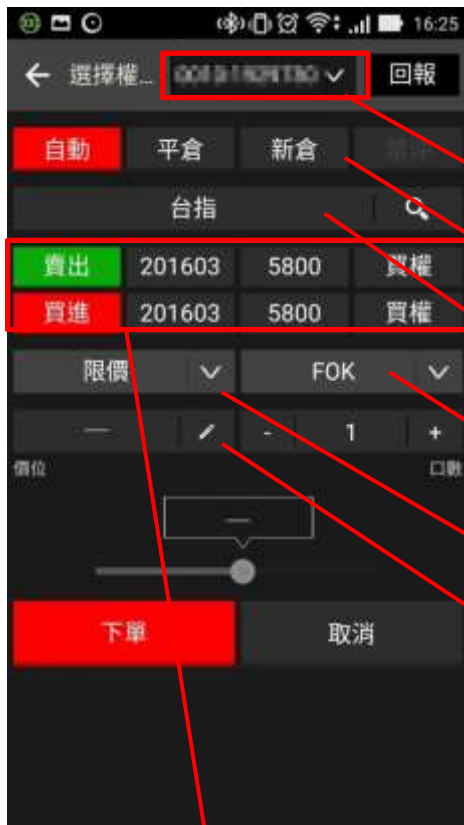 16:25
選擇權… 回報
自動 平倉 新倉
台指
賣出 201603 5800 買權
買進 201603 5800 買權
限價 FOK
— - 1 +
價位 口數
—
下單 取消